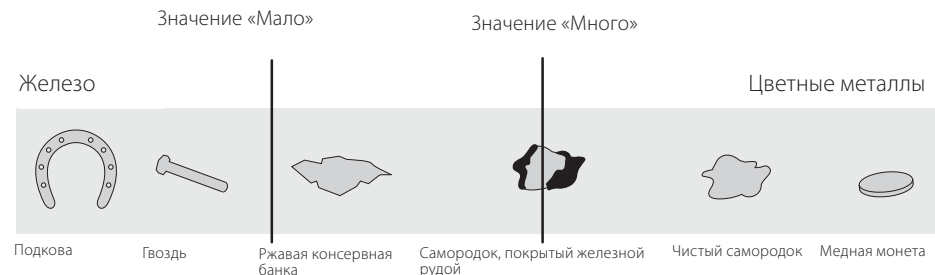 Значение «Мало»
Значение «Много»
Железо
Цветные металлы
Подкова
Гвоздь
Ржавая консервная
банка
Самородок, покрытый железной
рудой
Чистый самородок
Медная монета